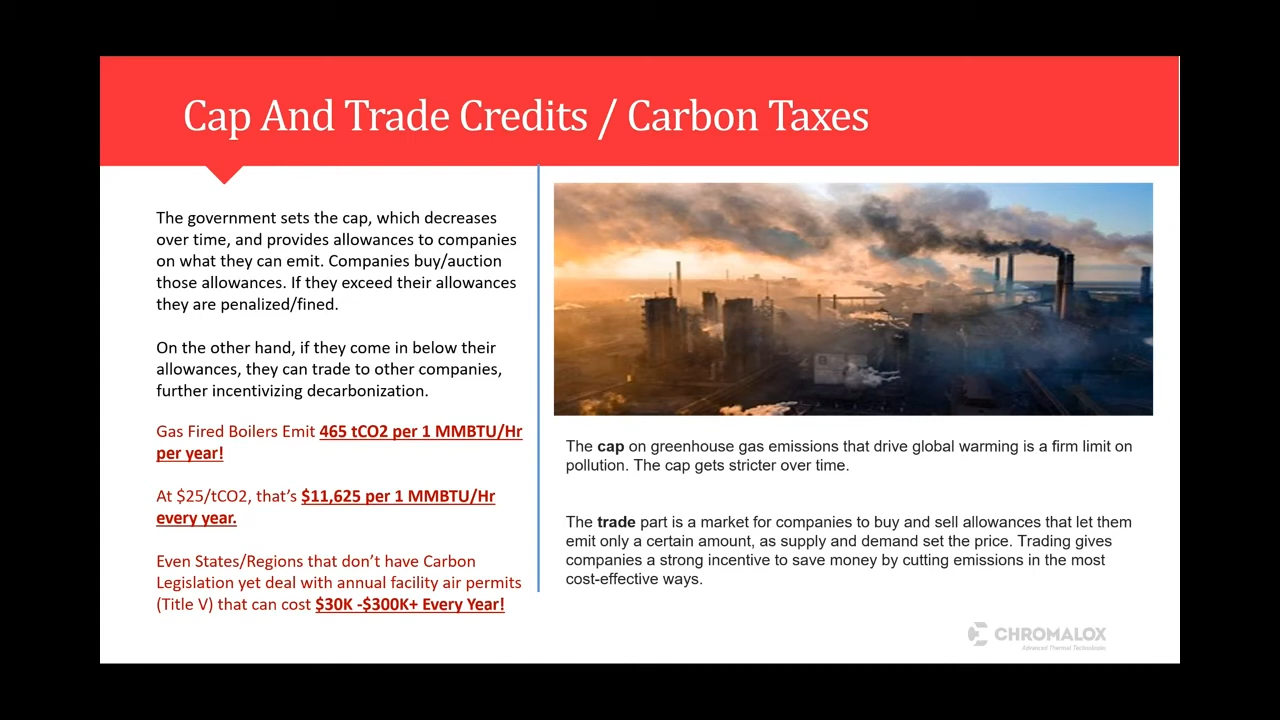 Cap And Trade Credits / Carbon Taxes
The government sets the cap, which decreases
over time, and provides allowances to companies
on what they can emit. Companies buy/auction
those allowances. If they exceed their allowances
they are penalized/fined.
On the other hand, if they come in below their
allowances, they can trade to other companies,
further incentivizing decarbonization.
Gas Fired Boilers Emit 465 tCO2 per 1 MMBTU/Hr
per year!
At $25/tCO2, that’s $11,625 per 1 MMBTU/Hr
every year.
Even States/Regions that don’t have Carbon
Legislation yet deal with annual facility air permits
(Title V) that can cost $30K -$300K+ Every Year!
The cap on greenhouse gas emissions that drive global warming is a firm limit on
pollution. The cap gets stricter over time.
The trade part is a market for companies to buy and sell allowances that let them
emit only a certain amount, as supply and demand set the price. Trading gives
companies a strong incentive to save money by cutting emissions in the most
cost-effective ways.
CHROMALOX
Advanced Thermal Technologies